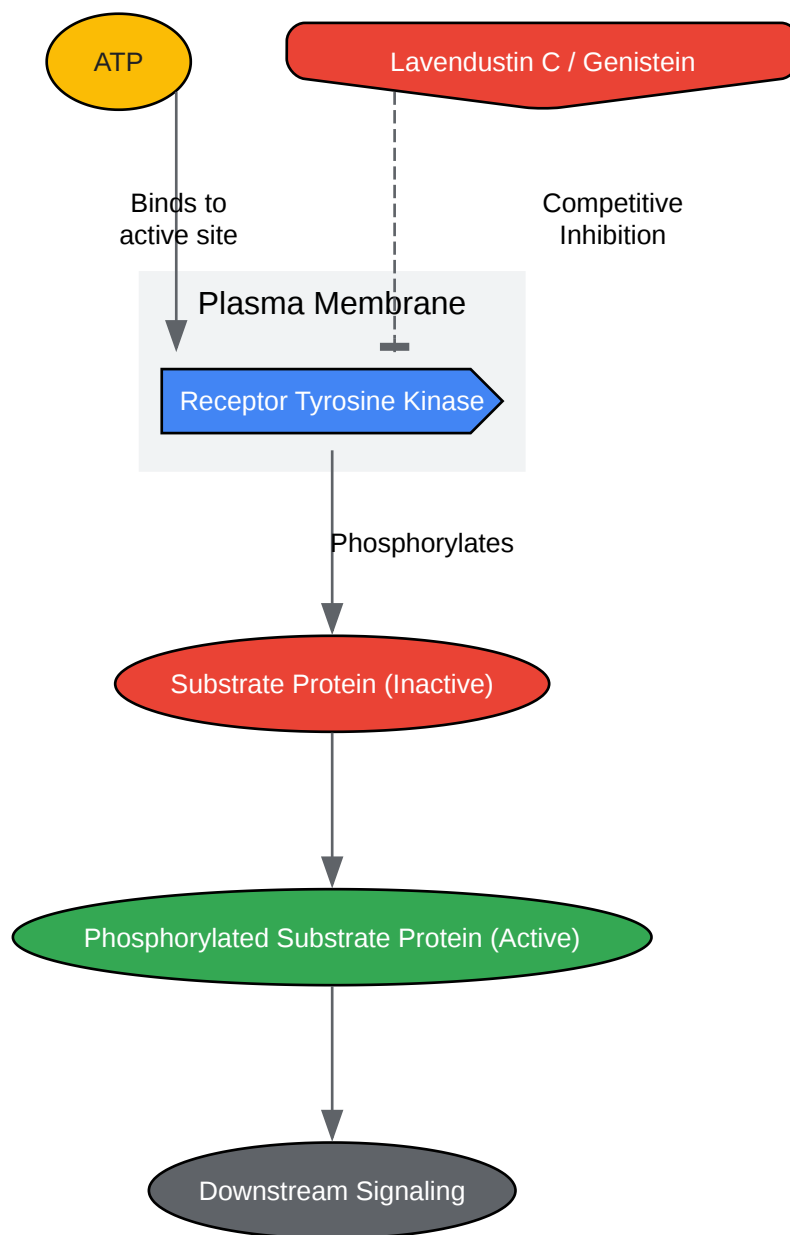 ATP
Lavendustin C / Genistein
Binds to
active site
Competitive
Inhibition
Plasma Membrane
Receptor Tyrosine Kinase
Phosphorylates
Substrate Protein (Inactive)
Phosphorylated Substrate Protein (Active)
Downstream Signaling